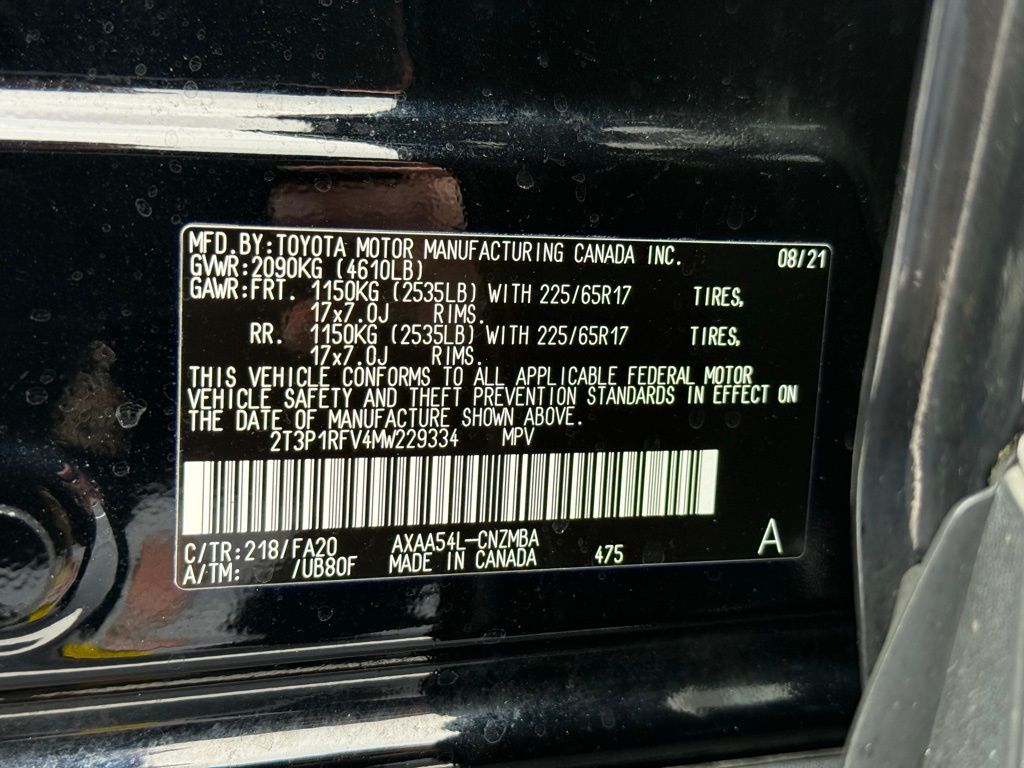 MFD.BY:TOYOTA MOTOR MANUFACTURING CANADA INC. 08/21
GVWR:2090KG (4610LB)
GAWR:FRT. 1150KG (2535LB) WITH 225/65R17 TIRES,
17x7.0J RIMS.
RR. 1150KG (2535LB) WITH 225/65R17 TIRES,
17x7.0J RIMS.
THIS VEHICLE CONFORMS TO ALL APPLICABLE FEDERAL MOTOR
VEHICLE SAFETY AND THEFT PREVENTION STANDARDS IN EFFECT ON
THE DATE OF MANUFACTURE SHOWN ABOVE.
2T3P1RFV4MW229334 MPV
C/TR:218/FA20 AXAA54L-CNZMBA
A/TM: /UB80F MADE IN CANADA 475 A